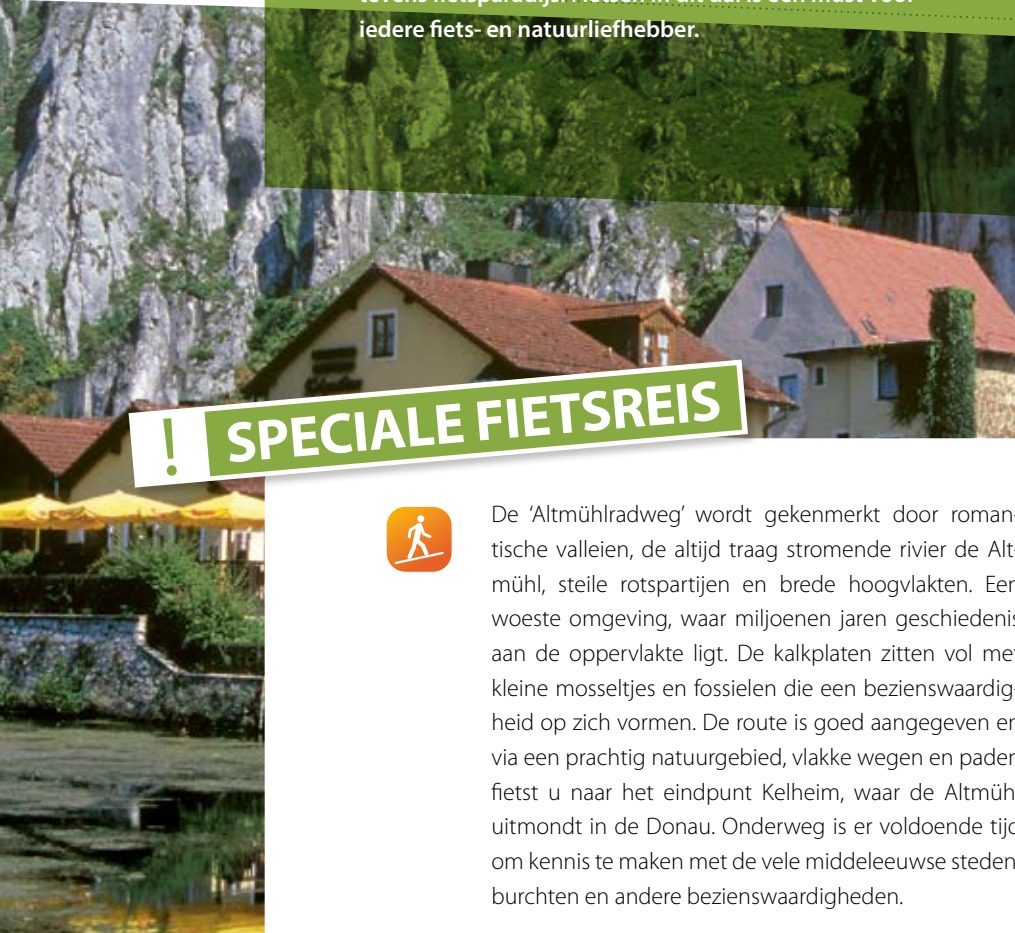 iedere fiets- en natuurliefhebber.
! SPECIALE FIETSREIS
De ‘Altmühlradweg’ wordt gekenmerkt door roman-
tische valleien, de altijd traag stromende rivier de Alt-
mühl, steile rotspartijen en brede hoogvlakten. Een
woeste omgeving, waar miljoenen jaren geschiedenis
aan de oppervlakte ligt. De kalkplaten zitten vol met
kleine mosseltjes en fossielen die een bezienswaardig-
heid op zich vormen. De route is goed aangegeven en
via een prachtig natuurgebied, vlakke wegen en paden
fietst u naar het eindpunt Kelheim, waar de Altmühl
uitmondt in de Donau. Onderweg is er voldoende tijd
om kennis te maken met de vele middeleeuwse steden
burchten en andere bezienswaardigheden.